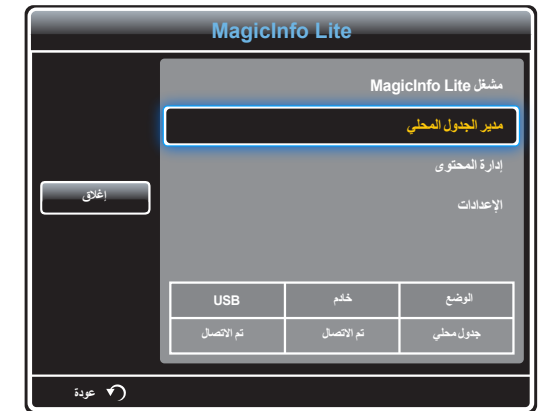 MagicInfo Lite
مشغل MagicInfo Lite
مدير الجدول المحلي
إدارة المحتوى
الإعدادات
إغلاق
الوضع خادم USB
جدول محلي تم الاتصال تم الاتصال
عودة